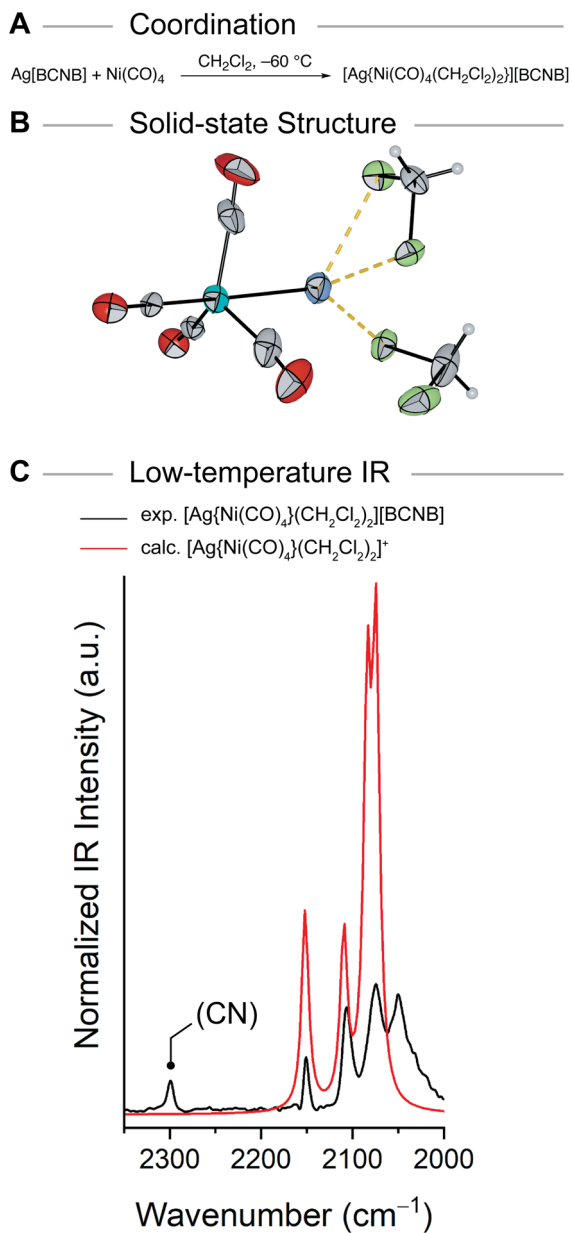 A Coordination
CH₂Cl₂, –60 °C
Ag[BCNB] + Ni(CO)₄ [Ag{Ni(CO)₄(CH₂Cl₂)₂}][BCNB]
B Solid-state Structure
C Low-temperature IR
exp. [Ag{Ni(CO)₄}(CH₂Cl₂)₂][BCNB]
calc. [Ag{Ni(CO)₄}(CH₂Cl₂)₂]⁺
Normalized IR Intensity (a.u.)
(CN)
2300 2200 2100 2000
Wavenumber (cm⁻¹)